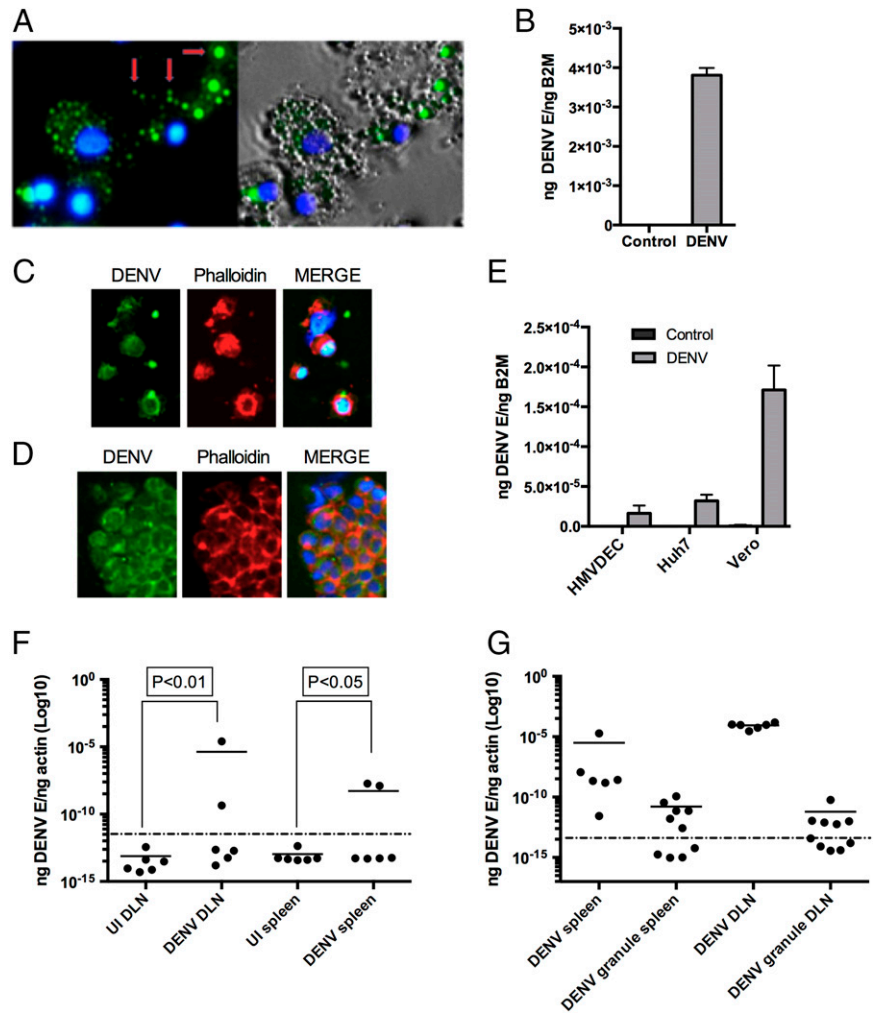 A
B
ng DENV E/ng B2M
5×10⁻³
4×10⁻³
3×10⁻³
2×10⁻³
1×10⁻³
0
Control DENV
C
DENV Phalloidin MERGE
D
DENV Phalloidin MERGE
E
ng DENV E/ng B2M
2.5×10⁻⁴
2.0×10⁻⁴
1.5×10⁻⁴
1.0×10⁻⁴
5.0×10⁻⁵
0.0
Control
DENV
HMVDEC
Huh7
Vero
F
ng DENV E/ng actin (Log10)
10⁰
10⁻⁵
10⁻¹⁰
10⁻¹⁵
P<0.01
P<0.05
UI DLN
DENV DLN
UI spleen
DENV spleen
G
ng DENV E/ng actin (Log10)
10⁰
10⁻⁵
10⁻¹⁰
10⁻¹⁵
DENV spleen
DENV granule spleen
DENV DLN
DENV granule DLN